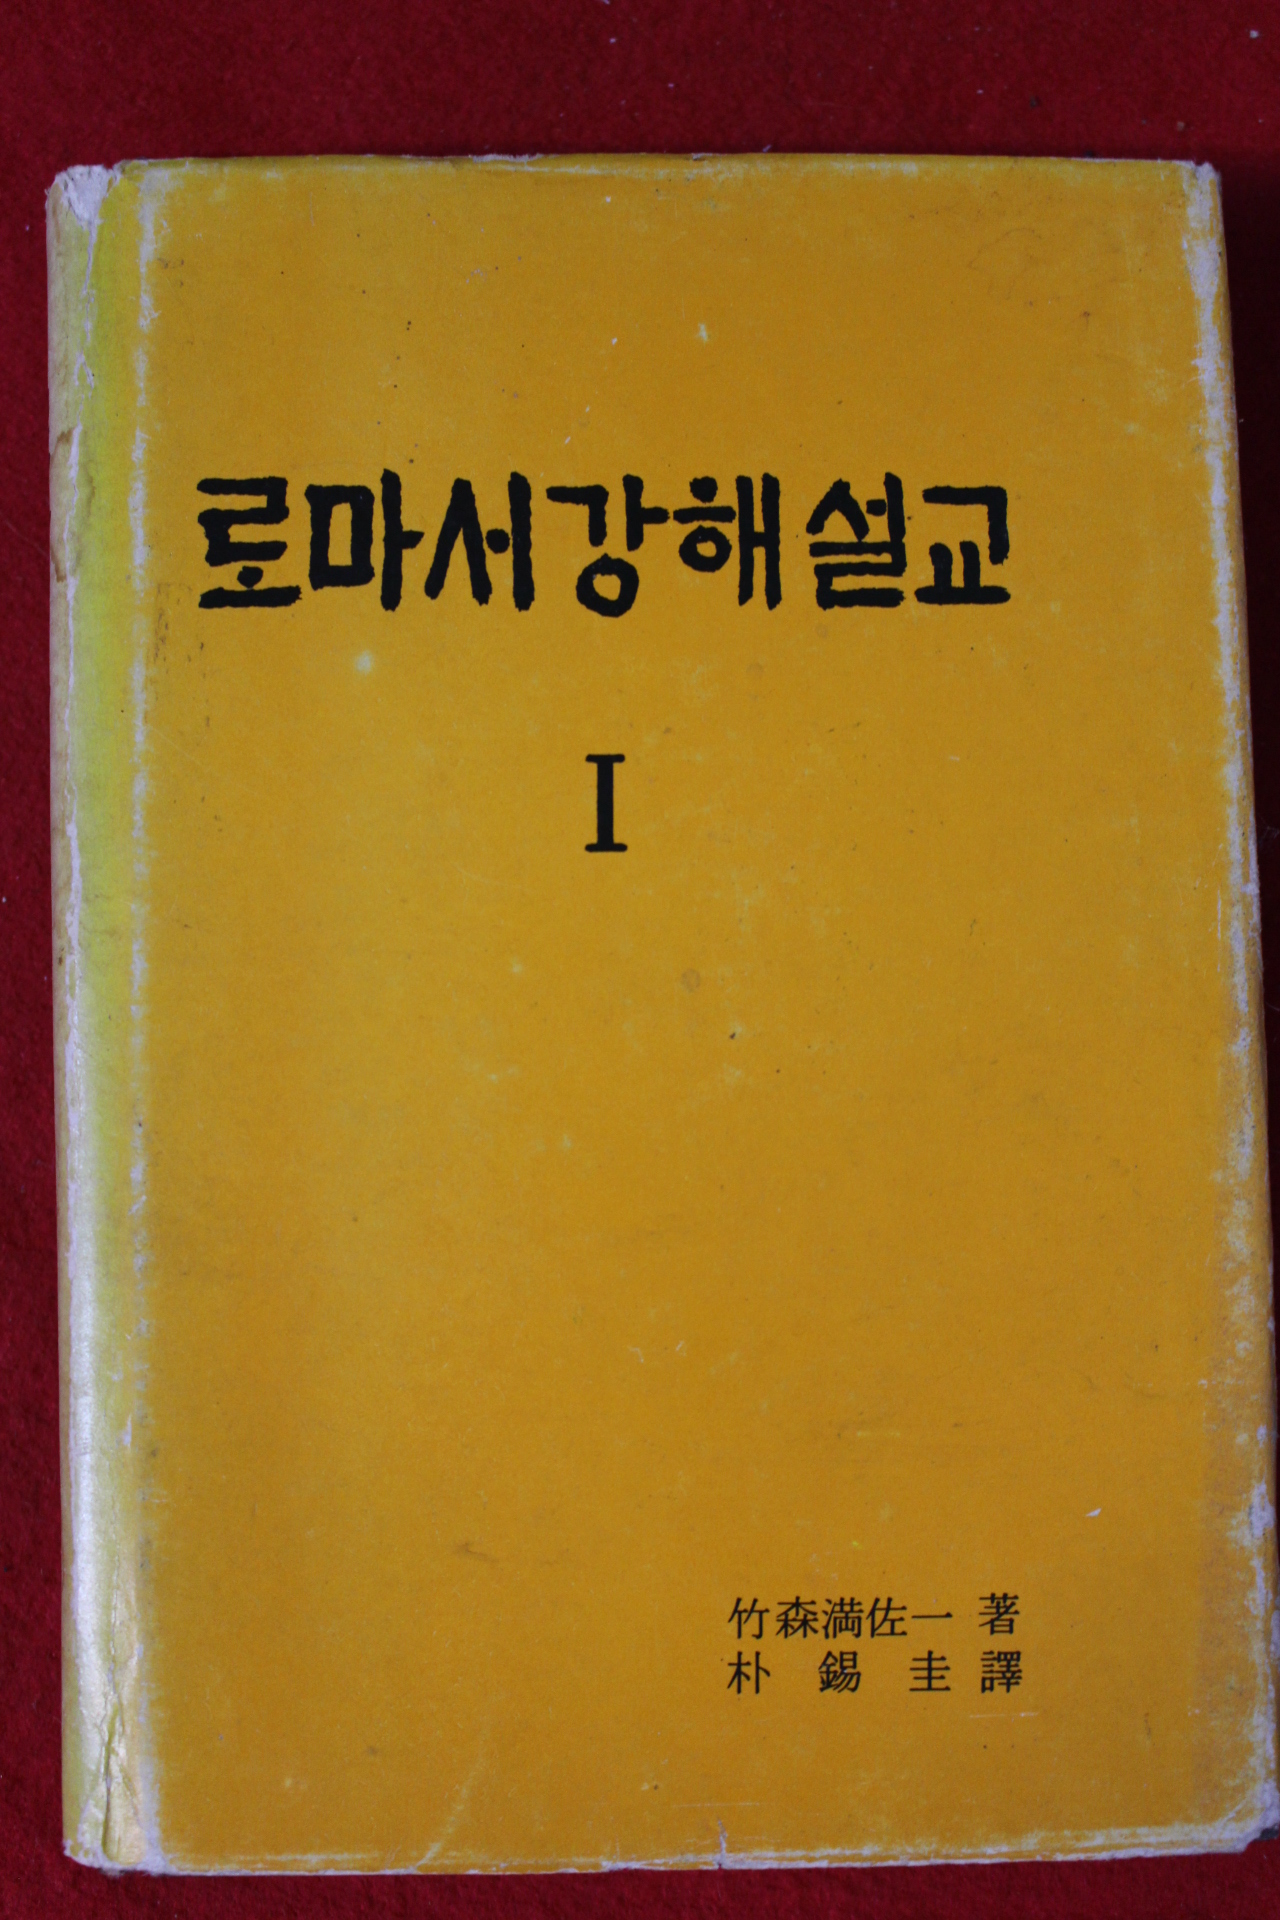 로마서강해설교
I
竹森満佐一 著
朴錫圭 譯